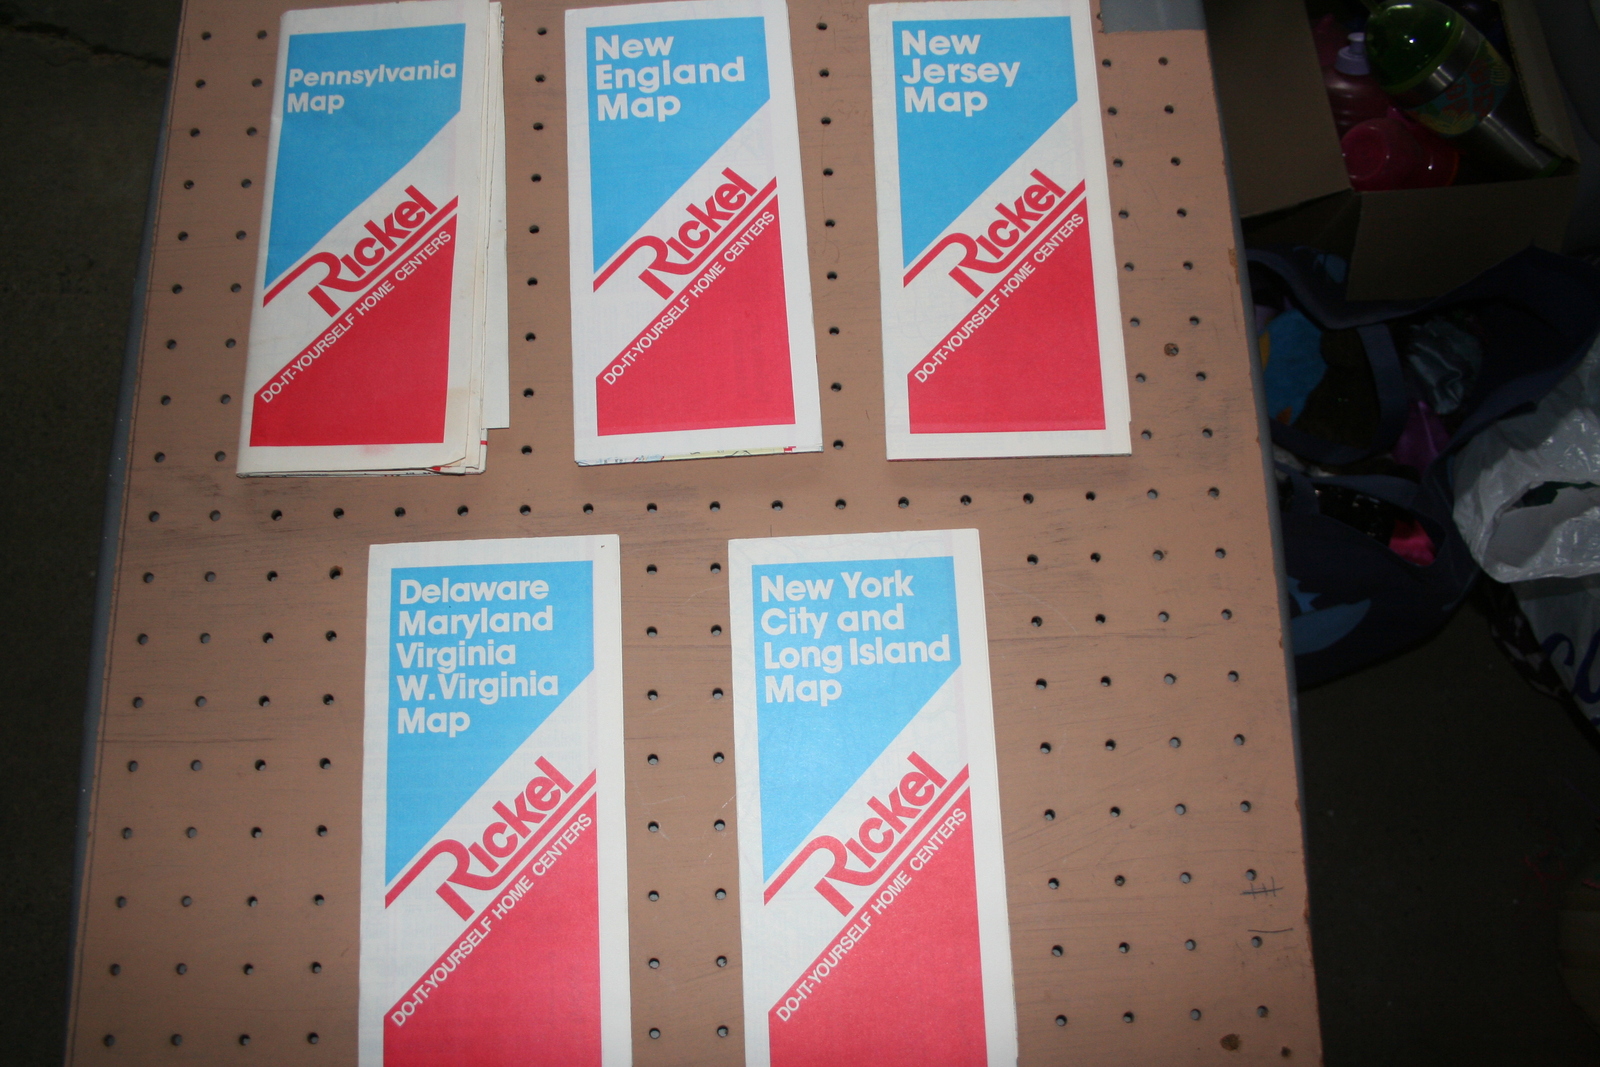 Pennsylvania
Map
Rickel
DO-IT-YOURSELF HOME CENTERS
New
England
Map
Rickel
DO-IT-YOURSELF HOME CENTERS
New
Jersey
Map
Rickel
DO-IT-YOURSELF HOME CENTERS
Delaware
Maryland
Virginia
W. Virginia
Map
Rickel
DO-IT-YOURSELF HOME CENTERS
New York
City and
Long Island
Map
Rickel
DO-IT-YOURSELF HOME CENTERS